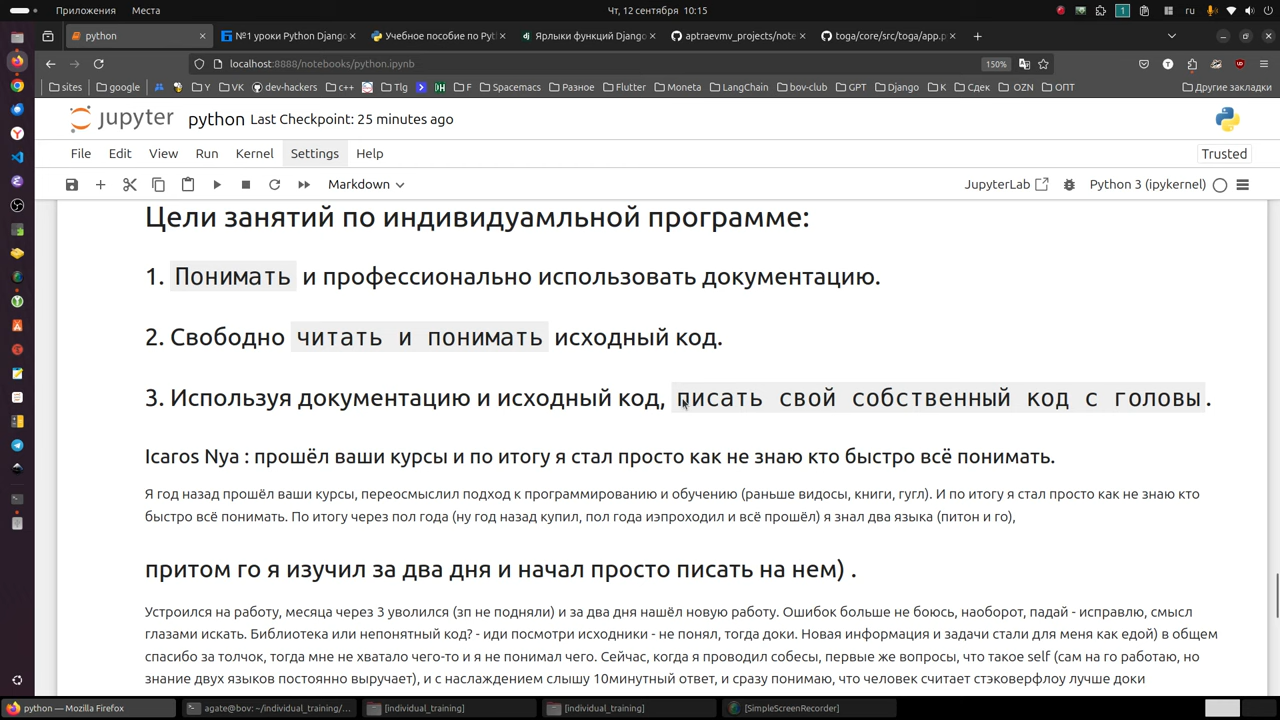 Приложения Места Чт, 12 сентября 10:15 1 ru
python №1 уроки Python Django Учебное пособие по Py Ярлыки функций Django aptraevmv_projects/note toga/core/src/toga/app.p
localhost:8888/notebooks/python.ipynb 150%
sites google Y VK dev-hackers c++ Tlg F Spacemacs Разное Flutter Moneta LangChain bov-club GPT Django K Сдек OZN ОПТ Другие закладки
jupyter python Last Checkpoint: 25 minutes ago
File Edit View Run Kernel Settings Help Trusted
Markdown JupyterLab Python 3 (ipykernel)
Цели занятий по индивидуамльной программе:
1. Понимать и профессионально использовать документацию.
2. Свободно читать и понимать исходный код.
3. Используя документацию и исходный код, писать свой собственный код с головы.
Icaros Nya : прошёл ваши курсы и по итогу я стал просто как не знаю кто быстро всё понимать.
Я год назад прошёл ваши курсы, переосмыслил подход к программированию и обучению (раньше видосы, книги, гугл). И по итогу я стал просто как не знаю кто
быстро всё понимать. По итогу через пол года (ну год назад купил, пол года иэпроходил и всё прошёл) я знал два языка (питон и го),
притом го я изучил за два дня и начал просто писать на нем) .
Устроился на работу, месяца через 3 уволился (зп не подняли) и за два дня нашёл новую работу. Ошибок больше не боюсь, наоборот, падай - исправлю, смысл
глазами искать. Библиотека или непонятный код? - иди посмотри исходники - не понял, тогда доки. Новая информация и задачи стали для меня как едой) в общем
спасибо за толчок, тогда мне не хватало чего-то и я не понимал чего. Сейчас, когда я проводил собесы, первые же вопросы, что такое self (сам на го работаю, но
знание двух языков постоянно выручает), и с наслаждением слышу 10минутный ответ, и сразу понимаю, что человек считает стэковерфлоу лучше доки
python — Mozilla Firefox agate@bov: ~/individual_training/... [individual_training] [individual_training] [SimpleScreenRecorder]